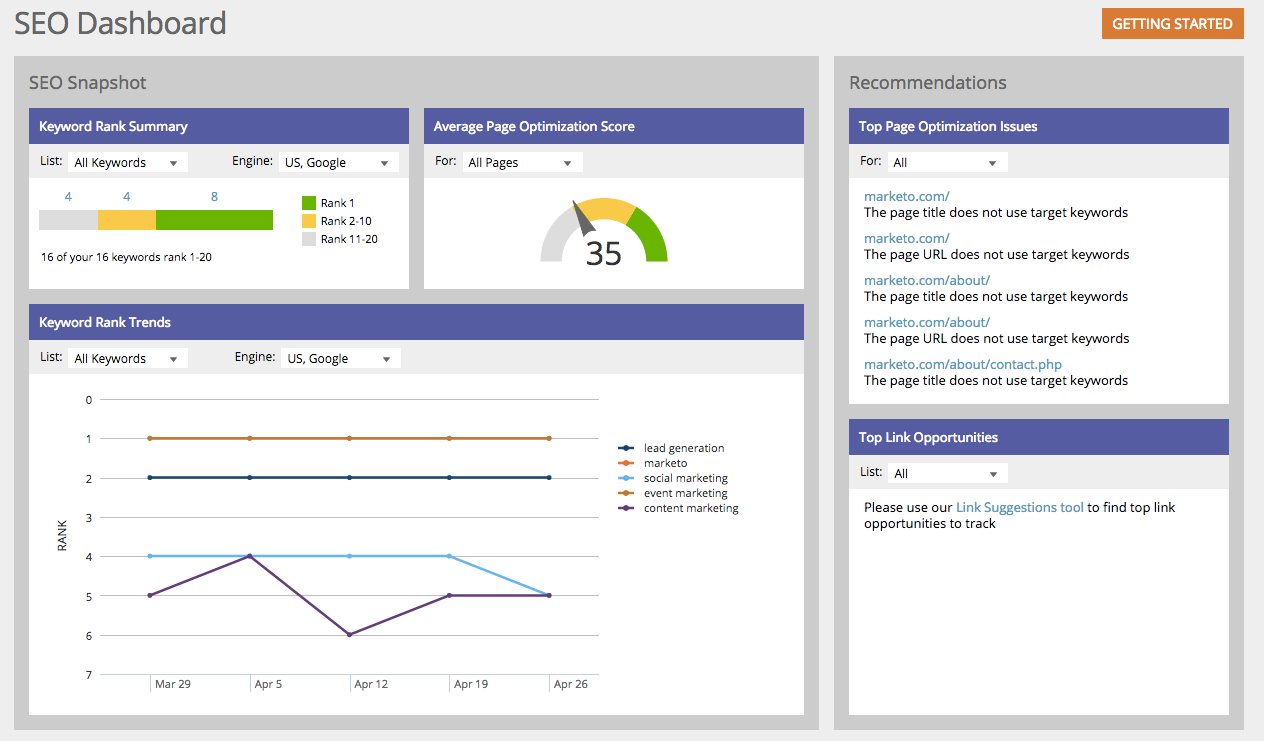 SEO Dashboard
GETTING STARTED
SEO Snapshot
Keyword Rank Summary
List: All Keywords
Engine: US, Google
4 4 8
Rank 1
Rank 2-10
Rank 11-20
16 of your 16 keywords rank 1-20
Average Page Optimization Score
For: All Pages
35
Keyword Rank Trends
List: All Keywords
Engine: US, Google
RANK
0
1
2
3
4
5
6
7
Mar 29 Apr 5 Apr 12 Apr 19 Apr 26
lead generation
marketo
social marketing
event marketing
content marketing
Recommendations
Top Page Optimization Issues
For: All
marketo.com/
The page title does not use target keywords
marketo.com/
The page URL does not use target keywords
marketo.com/about/
The page title does not use target keywords
marketo.com/about/
The page URL does not use target keywords
marketo.com/about/contact.php
The page title does not use target keywords
Top Link Opportunities
List: All
Please use our Link Suggestions tool to find top link
opportunities to track